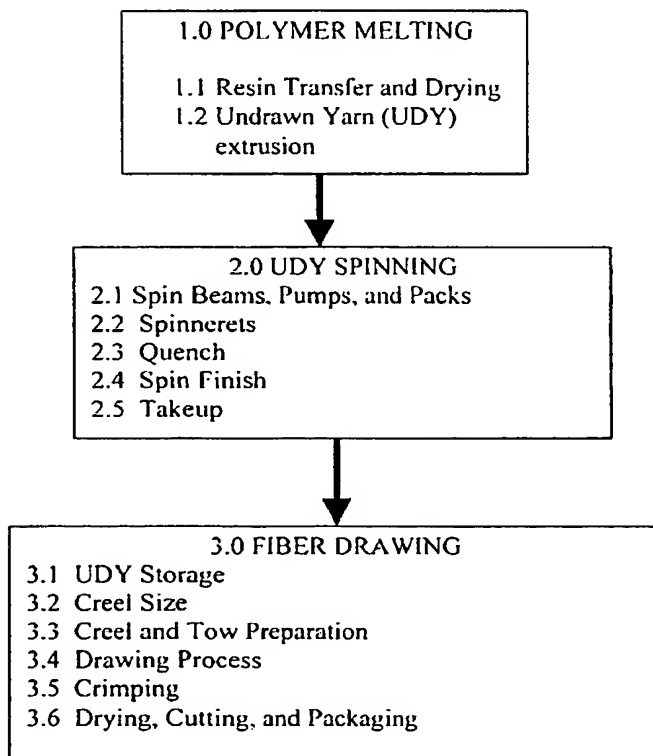 1.0 POLYMER MELTING
1.1 Resin Transfer and Drying
1.2 Undrawn Yarn (UDY)
extrusion
2.0 UDY SPINNING
2.1 Spin Beams, Pumps, and Packs
2.2 Spinnerets
2.3 Quench
2.4 Spin Finish
2.5 Takeup
3.0 FIBER DRAWING
3.1 UDY Storage
3.2 Creel Size
3.3 Creel and Tow Preparation
3.4 Drawing Process
3.5 Crimping
3.6 Drying, Cutting, and Packaging